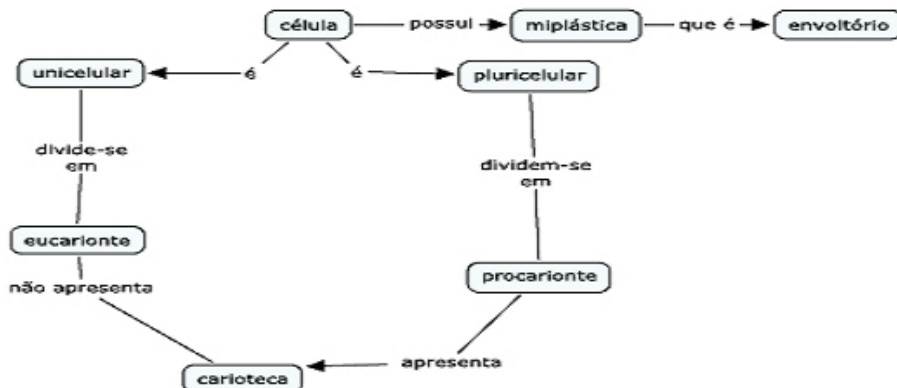 célula
possui
miplástica
que é
envoltório
unicelular
é
é
pluricelular
divide-se
em
dividem-se
em
eucarionte
procarionte
não apresenta
apresenta
carioteca